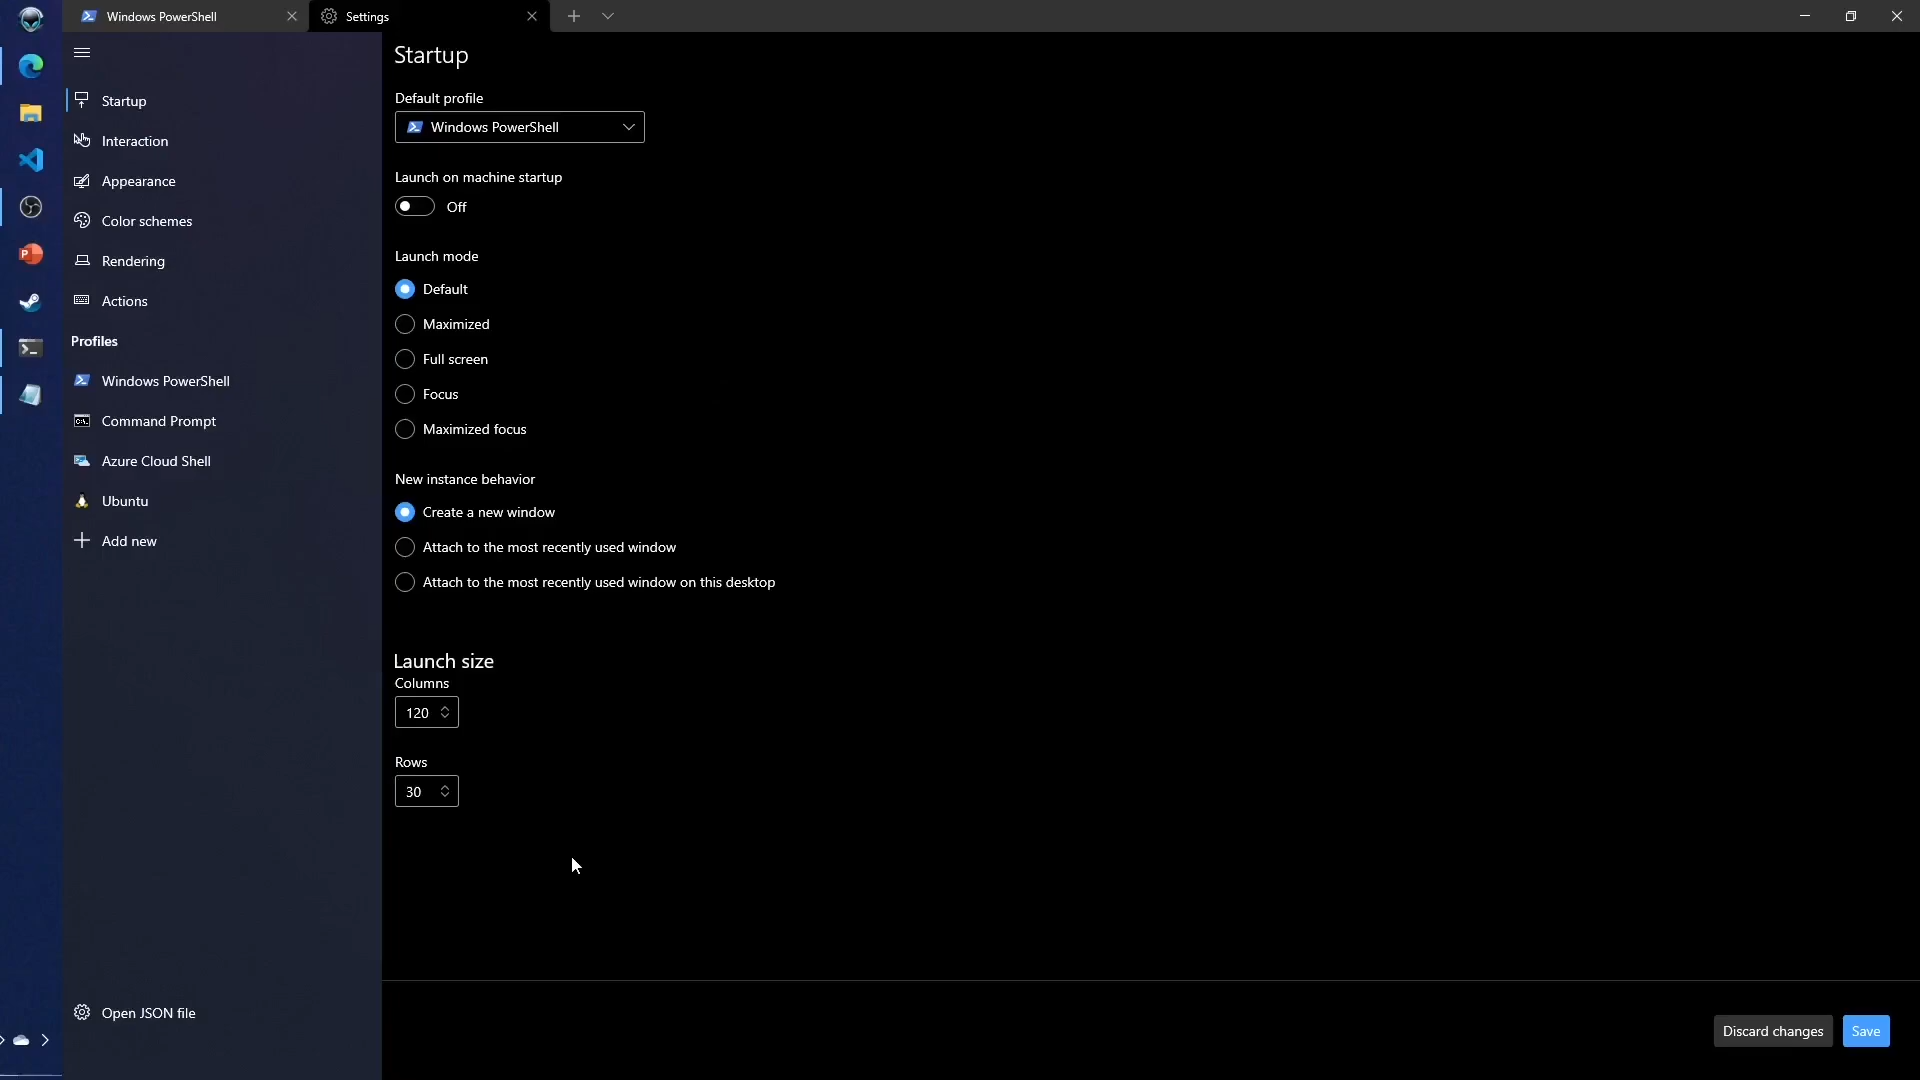 Windows PowerShell
Settings
Startup
Interaction
Appearance
Color schemes
Rendering
Actions
Profiles
Windows PowerShell
Command Prompt
Azure Cloud Shell
Ubuntu
Add new
Open JSON file
Startup
Default profile
Windows PowerShell
Launch on machine startup
Off
Launch mode
Default
Maximized
Full screen
Focus
Maximized focus
New instance behavior
Create a new window
Attach to the most recently used window
Attach to the most recently used window on this desktop
Launch size
Columns
120
Rows
30
Discard changes
Save